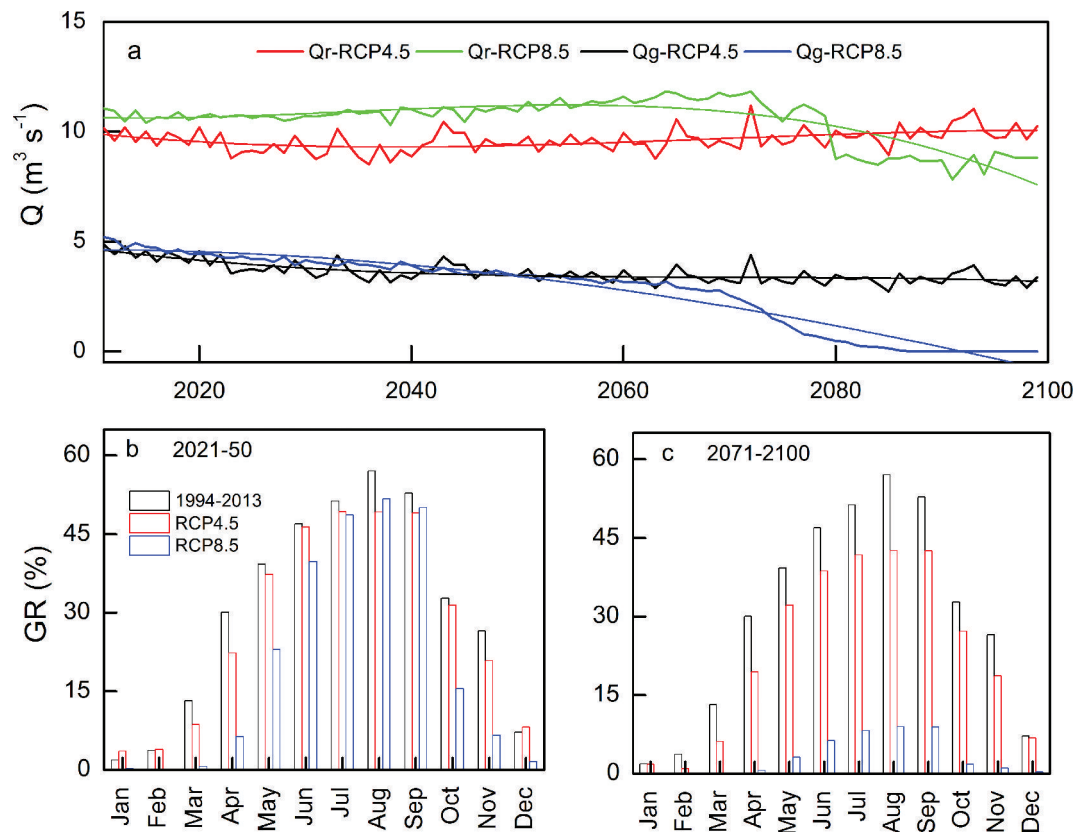 15
a
Qr-RCP4.5 Qr-RCP8.5 Qg-RCP4.5 Qg-RCP8.5
10
Q (m³ s⁻¹)
5
0
2020 2040 2060 2080 2100
b 2021-50
60
1994-2013
RCP4.5
RCP8.5
45
GR (%)
30
15
0
Jan Feb Mar Apr May Jun Jul Aug Sep Oct Nov Dec
c 2071-2100
60
45
30
15
0
Jan Feb Mar Apr May Jun Jul Aug Sep Oct Nov Dec